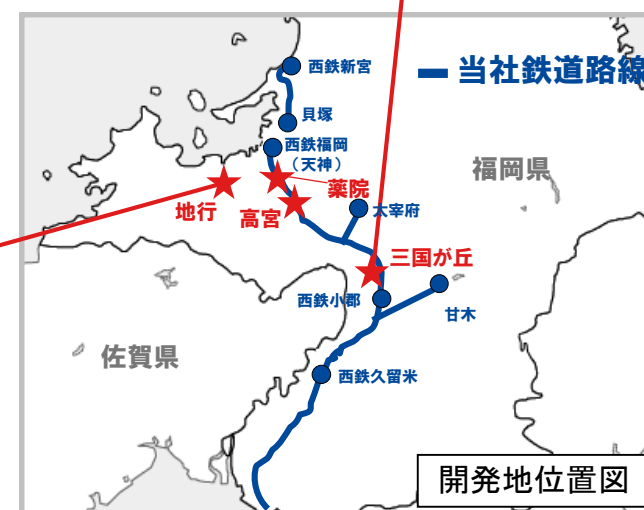 西鉄新宮
当社鉄道路線
貝塚
西鉄福岡
(天神)
福岡県
薬院
地行
高宮
太宰府
三国が丘
西鉄小郡
甘木
佐賀県
西鉄久留米
開発地位置図